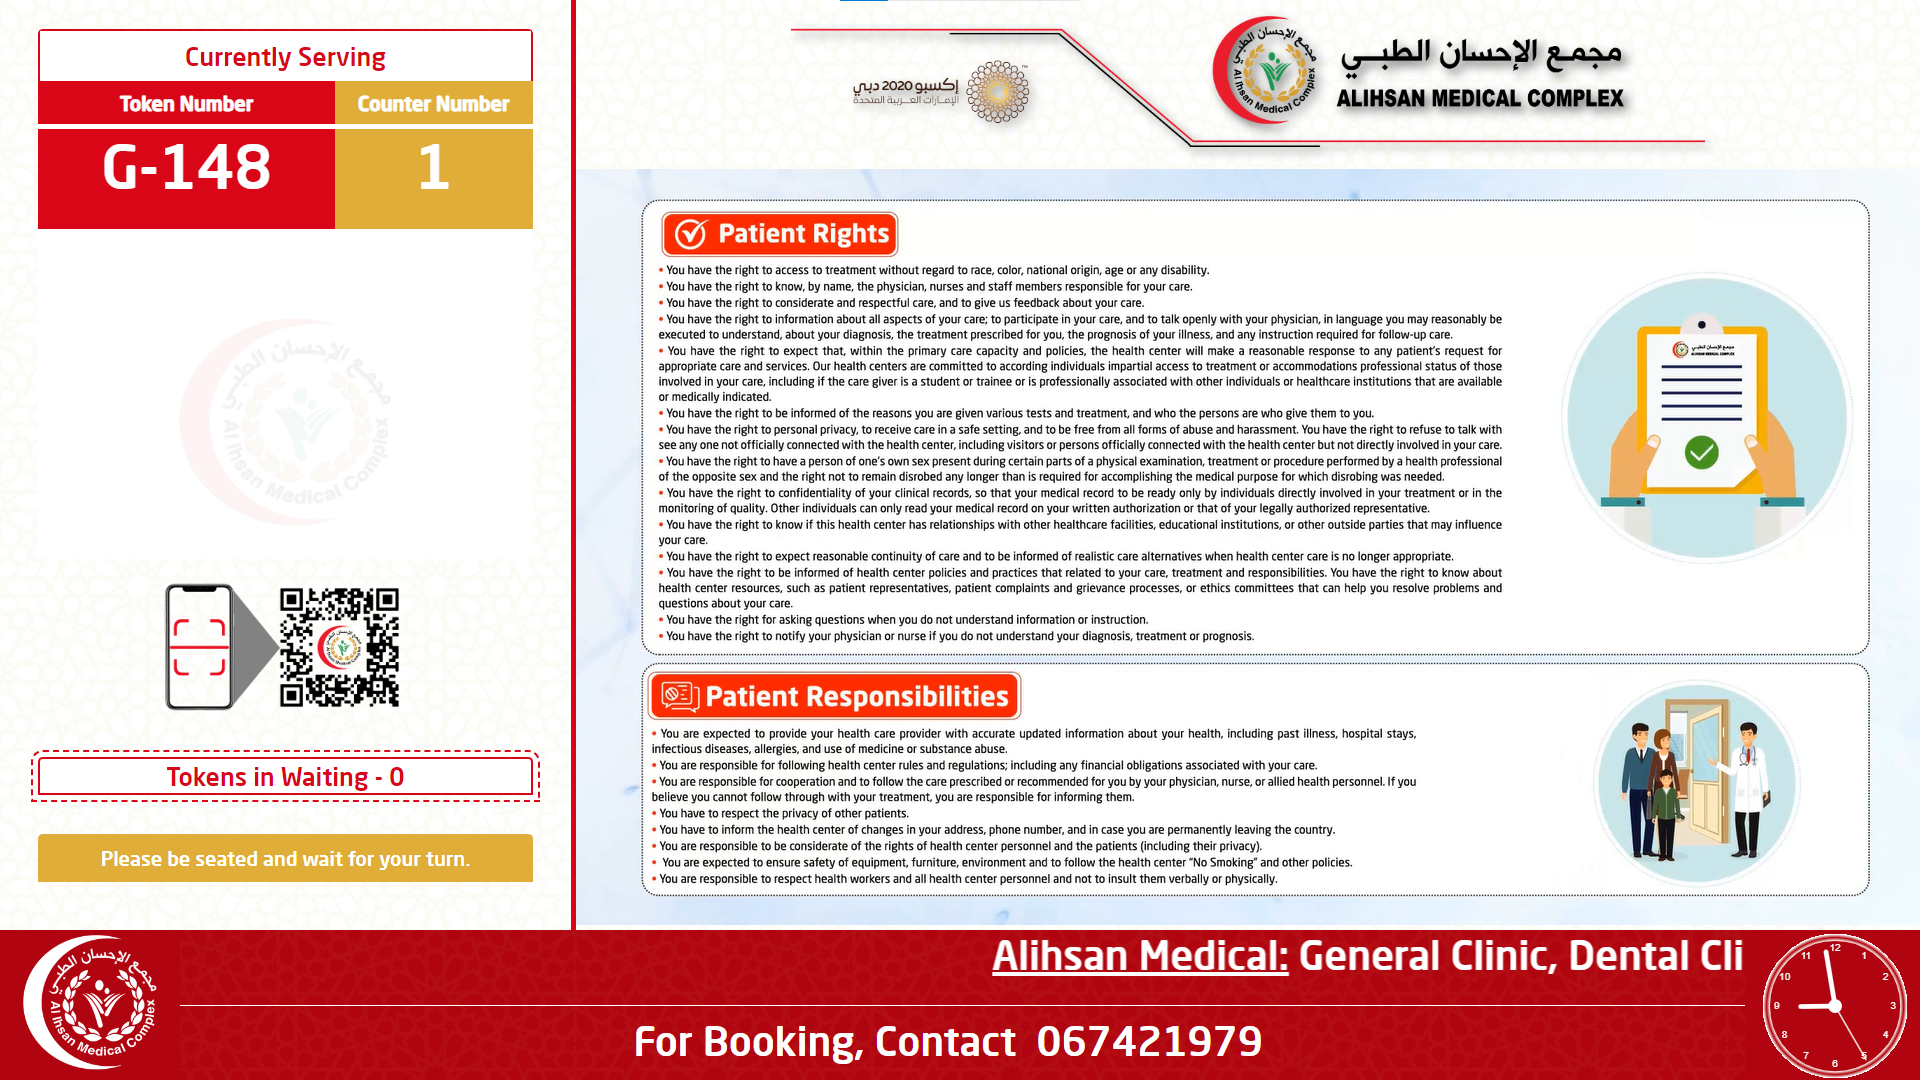 Currently Serving
Token Number
Counter Number
G-148
1
مجمع الإحسان الطبي
Al Ihsan Medical Complex
Tokens in Waiting - 0
Please be seated and wait for your turn.
إكسبو 2020 دبي
الإمارات العربية المتحدة
مجمع الإحسان الطبي
Al Ihsan Medical Complex
مجمع الإحسان الطبي
ALIHSAN MEDICAL COMPLEX
Patient Rights
• You have the right to access to treatment without regard to race, color, national origin, age or any disability.
• You have the right to know, by name, the physician, nurses and staff members responsible for your care.
• You have the right to considerate and respectful care, and to give us feedback about your care.
• You have the right to information about all aspects of your care; to participate in your care, and to talk openly with your physician, in language you may reasonably be
executed to understand, about your diagnosis, the treatment prescribed for you, the prognosis of your illness, and any instruction required for follow-up care.
• You have the right to expect that, within the primary care capacity and policies, the health center will make a reasonable response to any patient's request for
appropriate care and services. Our health centers are committed to according individuals impartial access to treatment or accommodations professional status of those
involved in your care, including if the care giver is a student or trainee or is professionally associated with other individuals or healthcare institutions that are available
or medically indicated.
• You have the right to be informed of the reasons you are given various tests and treatment, and who the persons are who give them to you.
• You have the right to personal privacy, to receive care in a safe setting, and to be free from all forms of abuse and harassment. You have the right to refuse to talk with
see any one not officially connected with the health center, including visitors or persons officially connected with the health center but not directly involved in your care.
• You have the right to have a person of one's own sex present during certain parts of a physical examination, treatment or procedure performed by a health professional
of the opposite sex and the right not to remain disrobed any longer than is required for accomplishing the medical purpose for which disrobing was needed.
• You have the right to confidentiality of your clinical records, so that your medical record to be ready only by individuals directly involved in your treatment or in the
monitoring of quality. Other individuals can only read your medical record on your written authorization or that of your legally authorized representative.
• You have the right to know if this health center has relationships with other healthcare facilities, educational institutions, or other outside parties that may influence
your care.
• You have the right to expect reasonable continuity of care and to be informed of realistic care alternatives when health center care is no longer appropriate.
• You have the right to be informed of health center policies and practices that related to your care, treatment and responsibilities. You have the right to know about
health center resources, such as patient representatives, patient complaints and grievance processes, or ethics committees that can help you resolve problems and
questions about your care.
• You have the right for asking questions when you do not understand information or instruction.
• You have the right to notify your physician or nurse if you do not understand your diagnosis, treatment or prognosis.
مجمع الإحسان الطبي
ALIHSAN MEDICAL COMPLEX
Patient Responsibilities
• You are expected to provide your health care provider with accurate updated information about your health, including past illness, hospital stays,
infectious diseases, allergies, and use of medicine or substance abuse.
• You are responsible for following health center rules and regulations; including any financial obligations associated with your care.
• You are responsible for cooperation and to follow the care prescribed or recommended for you by your physician, nurse, or allied health personnel. If you
believe you cannot follow through with your treatment, you are responsible for informing them.
• You have to respect the privacy of other patients.
• You have to inform the health center of changes in your address, phone number, and in case you are permanently leaving the country.
• You are responsible to be considerate of the rights of health center personnel and the patients (including their privacy).
• You are expected to ensure safety of equipment, furniture, environment and to follow the health center "No Smoking" and other policies.
• You are responsible to respect health workers and all health center personnel and not to insult them verbally or physically.
مجمع الإحسان الطبي
Al Ihsan Medical Complex
Alihsan Medical: General Clinic, Dental Cli
For Booking, Contact 067421979
12
1
2
3
4
5
6
7
8
9
10
11